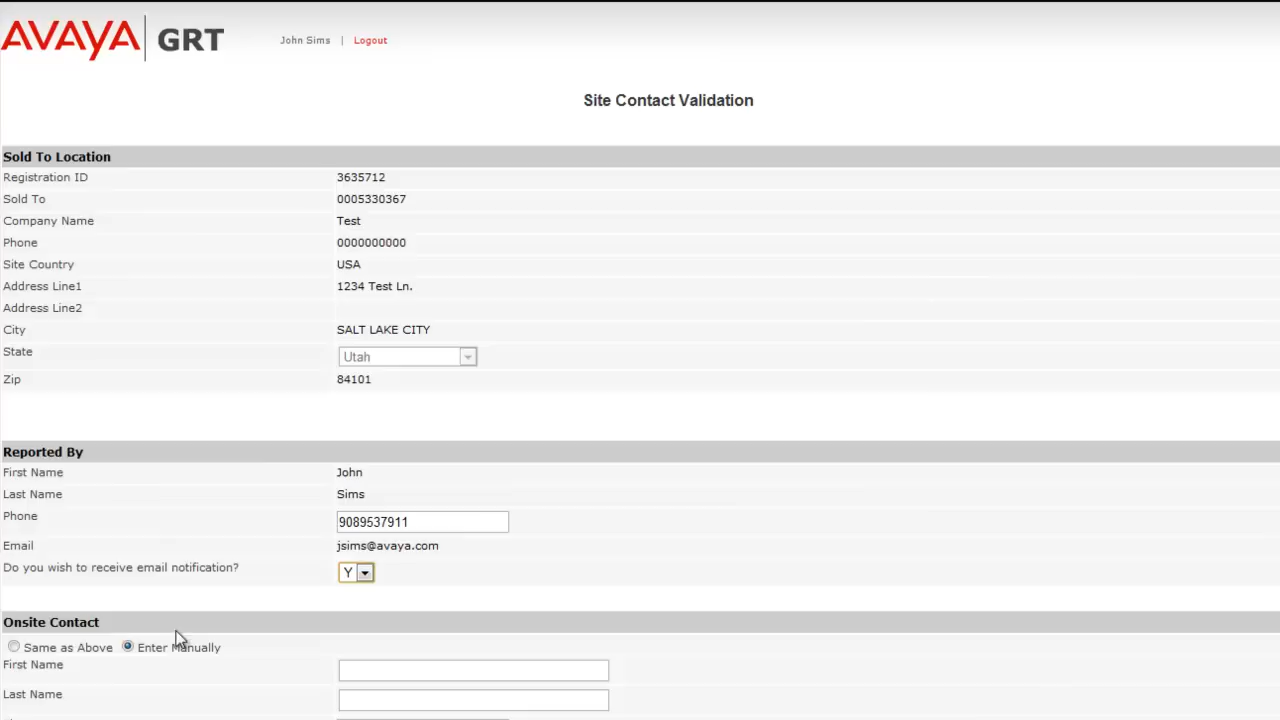 AVAYA GRT John Sims | Logout
Site Contact Validation
Sold To Location
Registration ID 3635712
Sold To 0005330367
Company Name Test
Phone 0000000000
Site Country USA
Address Line1 1234 Test Ln.
Address Line2
City SALT LAKE CITY
State Utah
Zip 84101
Reported By
First Name John
Last Name Sims
Phone 9089537911
Email jsims@avaya.com
Do you wish to receive email notification? Y
Onsite Contact
Same as Above Enter Manually
First Name
Last Name